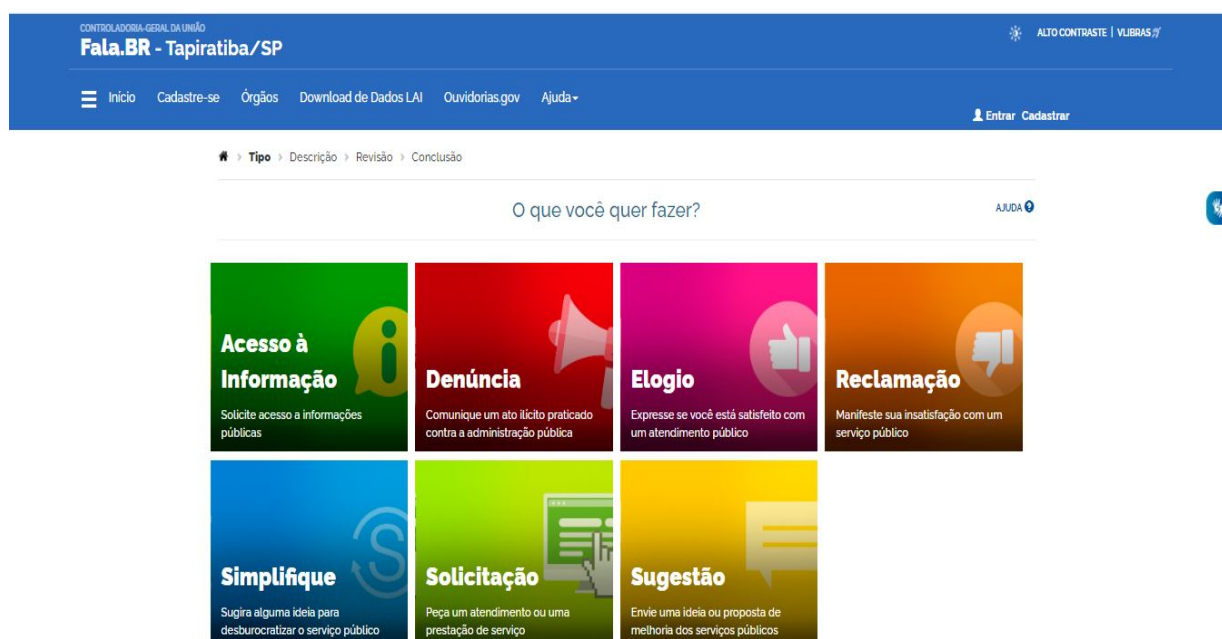 CONTROLADORIA-GERAL DA UNIÃO
Fala.BR - Tapiratiba/SP
ALTO CONTRASTE | VLIBRAS
Início Cadastre-se Órgãos Download de Dados LAI Ouvidorias.gov Ajuda
Entrar Cadastrar
> Tipo > Descrição > Revisão > Conclusão
O que você quer fazer?
AJUDA
Acesso à
Informação
Solicite acesso a informações
públicas
Denúncia
Comunique um ato ilícito praticado
contra a administração pública
Elogio
Expresse se você está satisfeito com
um atendimento público
Reclamação
Manifeste sua insatisfação com um
serviço público
Simplifique
Sugira alguma ideia para
desburocratizar o serviço público
Solicitação
Peça um atendimento ou uma
prestação de serviço
Sugestão
Envie uma ideia ou proposta de
melhoria dos serviços públicos